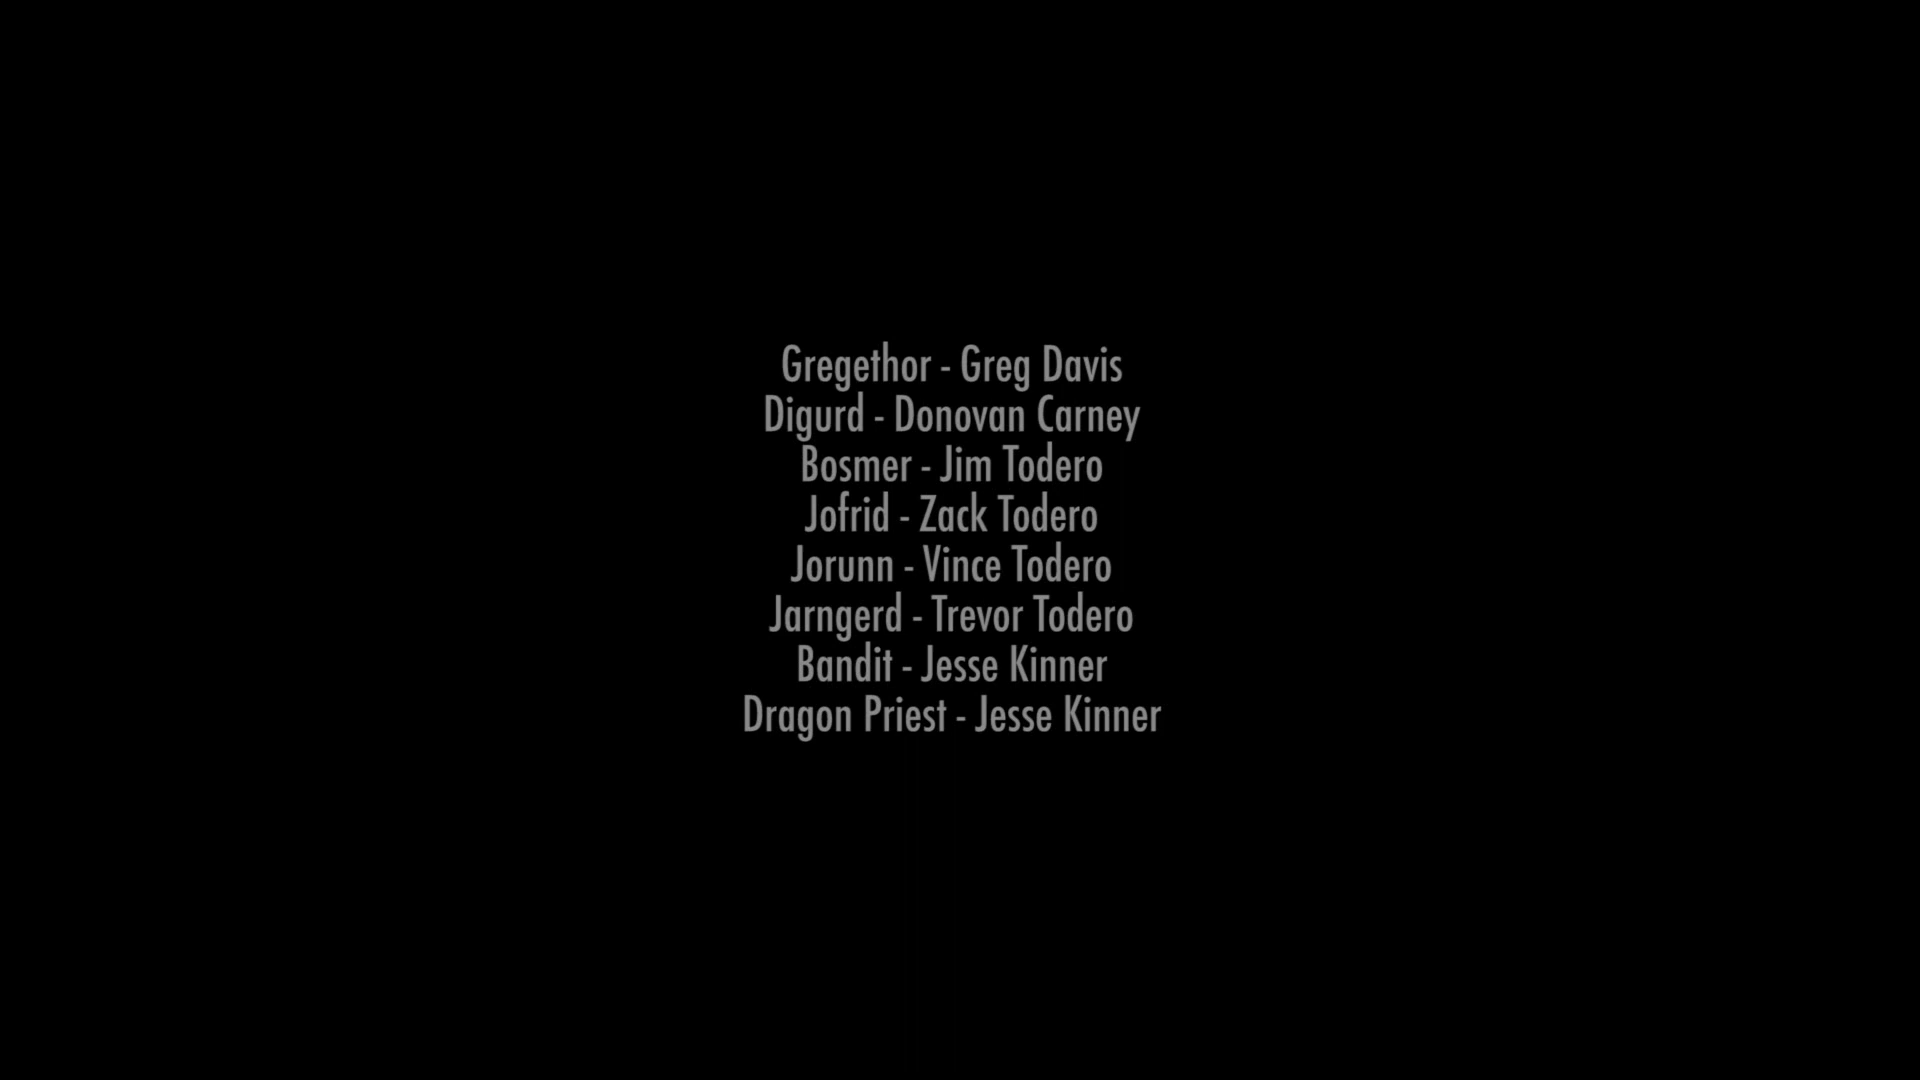 Gregethor - Greg Davis
Digurd - Donovan Carney
Bosmer - Jim Todero
Jofrid - Zack Todero
Jorunn - Vince Todero
Jarngerd - Trevor Todero
Bandit - Jesse Kinner
Dragon Priest - Jesse Kinner